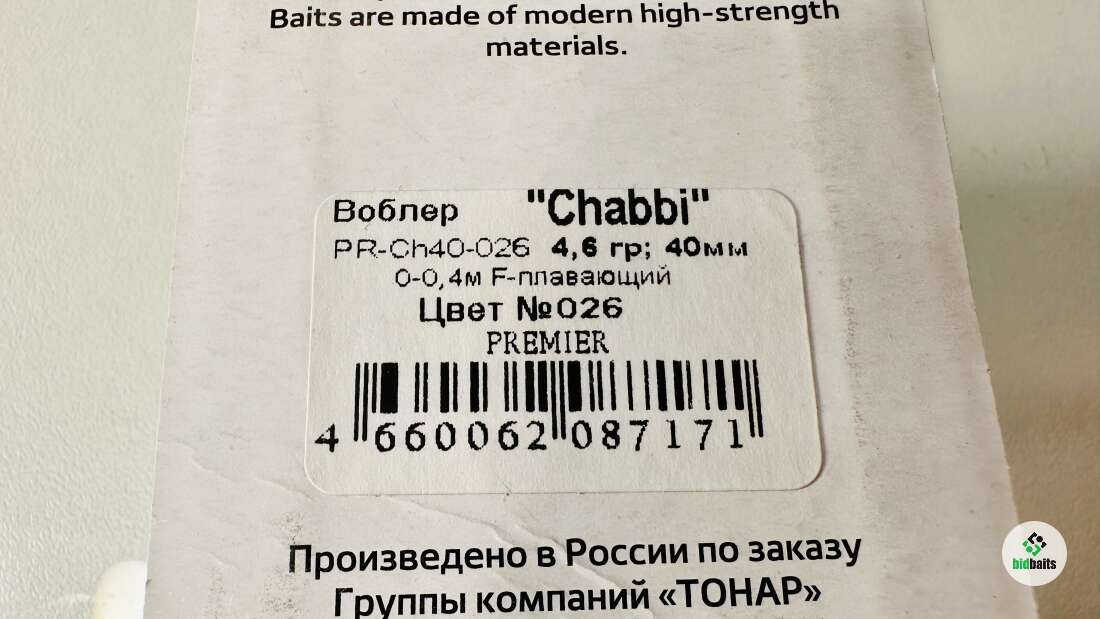 Baits are made of modern high-strength
materials.
Воблер "Chabbi"
PR-Ch40-026 4,6 гр; 40мм
0-0,4м F-плавающий
Цвет №026
PREMIER
4 660062 087171
Произведено в России по заказу
Группы компаний «ТОНАР»
bidbaits